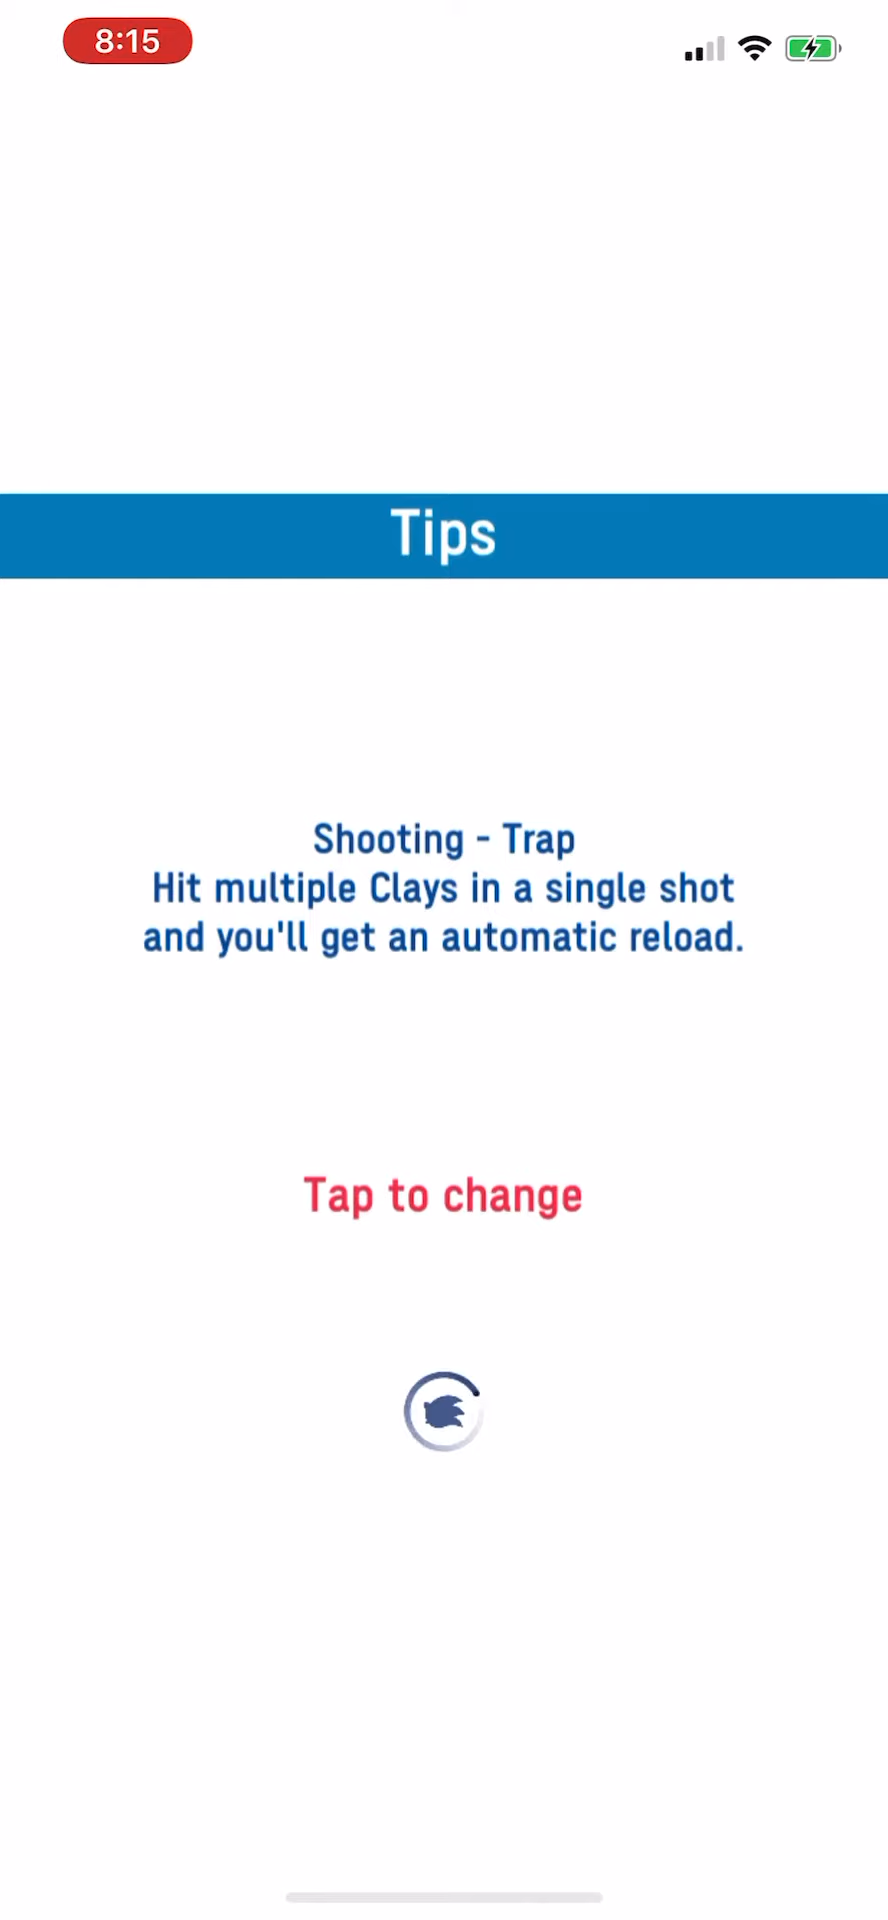 8:15
Tips
Shooting - Trap
Hit multiple Clays in a single shot
and you'll get an automatic reload.
Tap to change